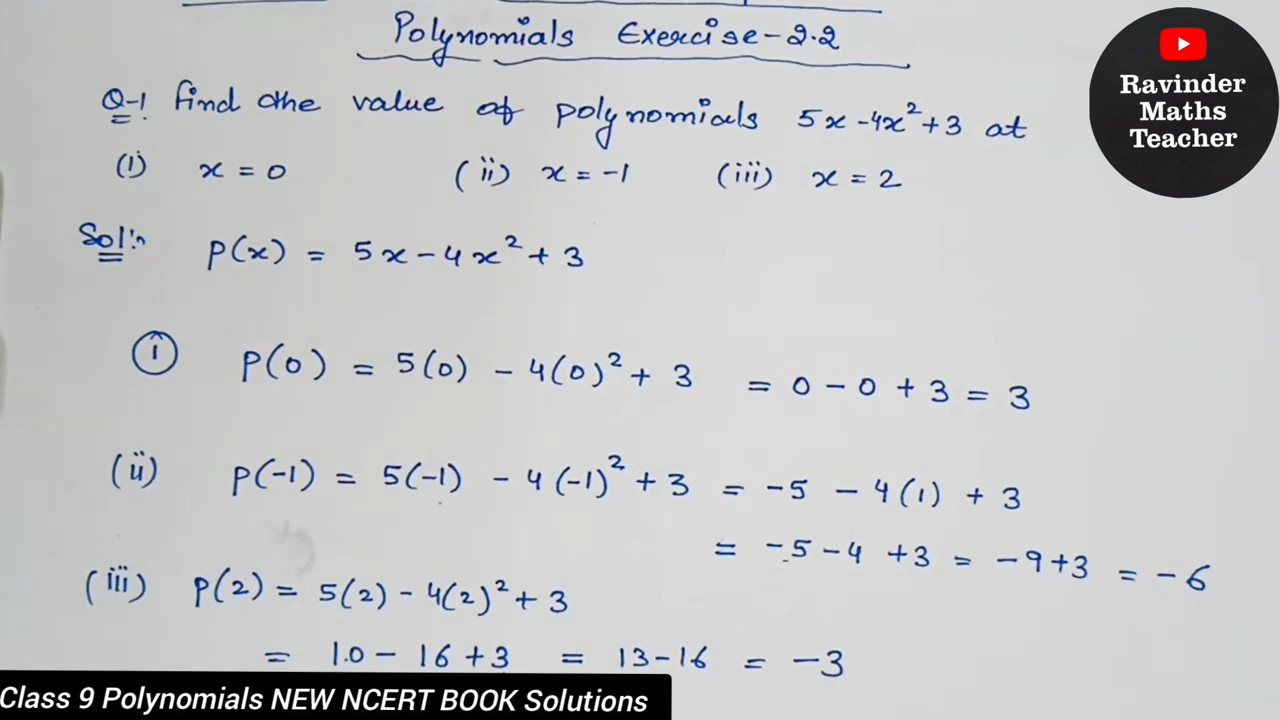 Polynomials Exercise-2.2
Ravinder
Maths
Teacher
Q-1 find the value of polynomials 5x-4x²+3 at
(i) x = 0 (ii) x = -1 (iii) x = 2
Sol:n p(x) = 5x-4x²+3
(i) p(0) = 5(0) - 4(0)²+ 3 = 0 - 0 + 3 = 3
(ii) p(-1) = 5(-1) - 4(-1)² + 3 = -5 - 4(1) + 3
= -5-4 +3 = -9+3 = -6
(iii) p(2) = 5(2) - 4(2)²+ 3
= 10 - 16 +3 = 13-16 = -3
Class 9 Polynomials NEW NCERT BOOK Solutions